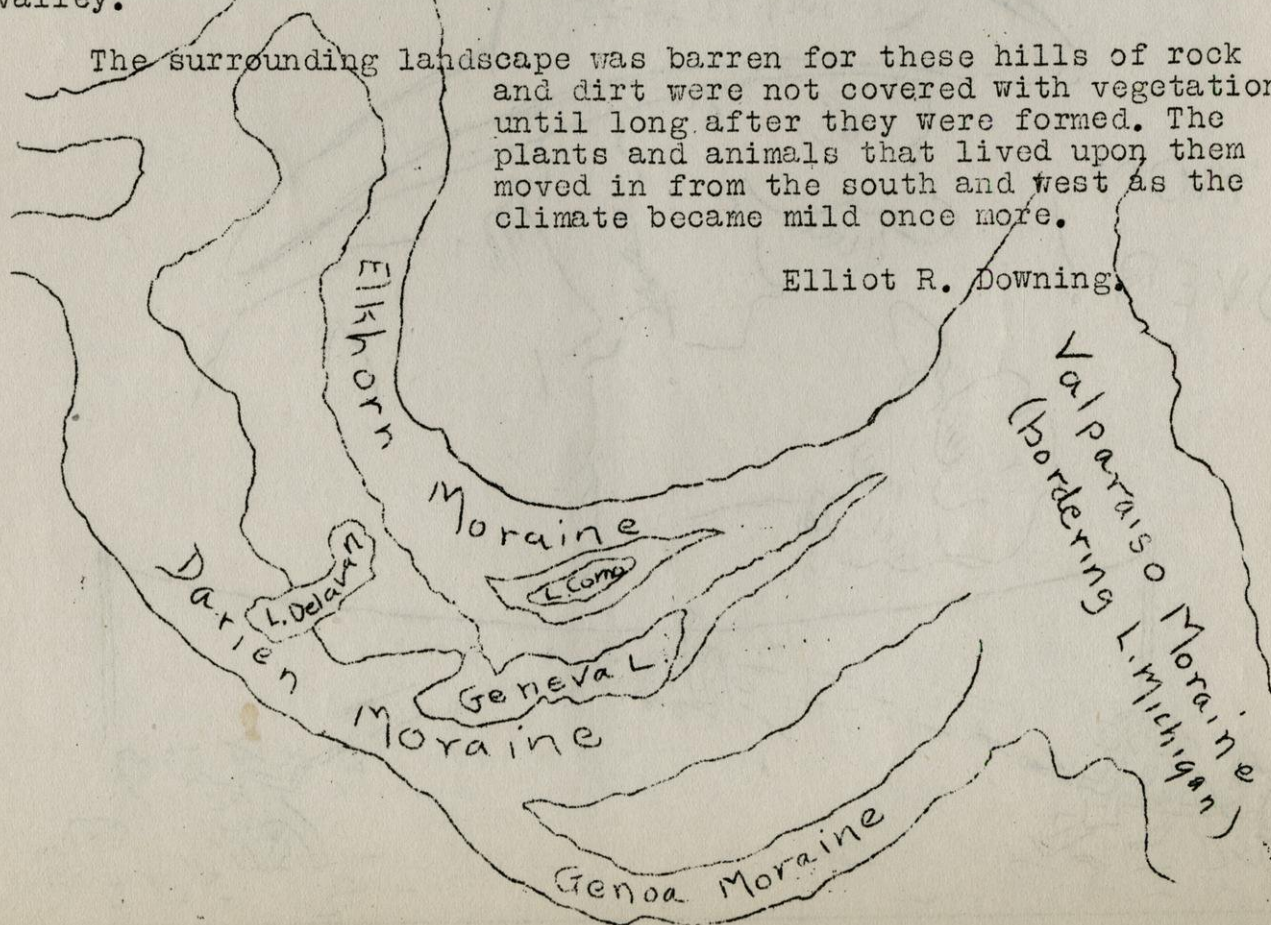 valley.
The surrounding landscape was barren for these hills of rock
and dirt were not covered with vegetation
until long after they were formed. The
plants and animals that lived upon them
moved in from the south and west as the
climate became mild once more.
Elliot R. Downing.
Elkhorn
Moraine
Valparaiso Moraine
(bordering L. Michigan)
L. Como
L. Delavan
Darien
Moraine
Geneva L.
Genoa Moraine